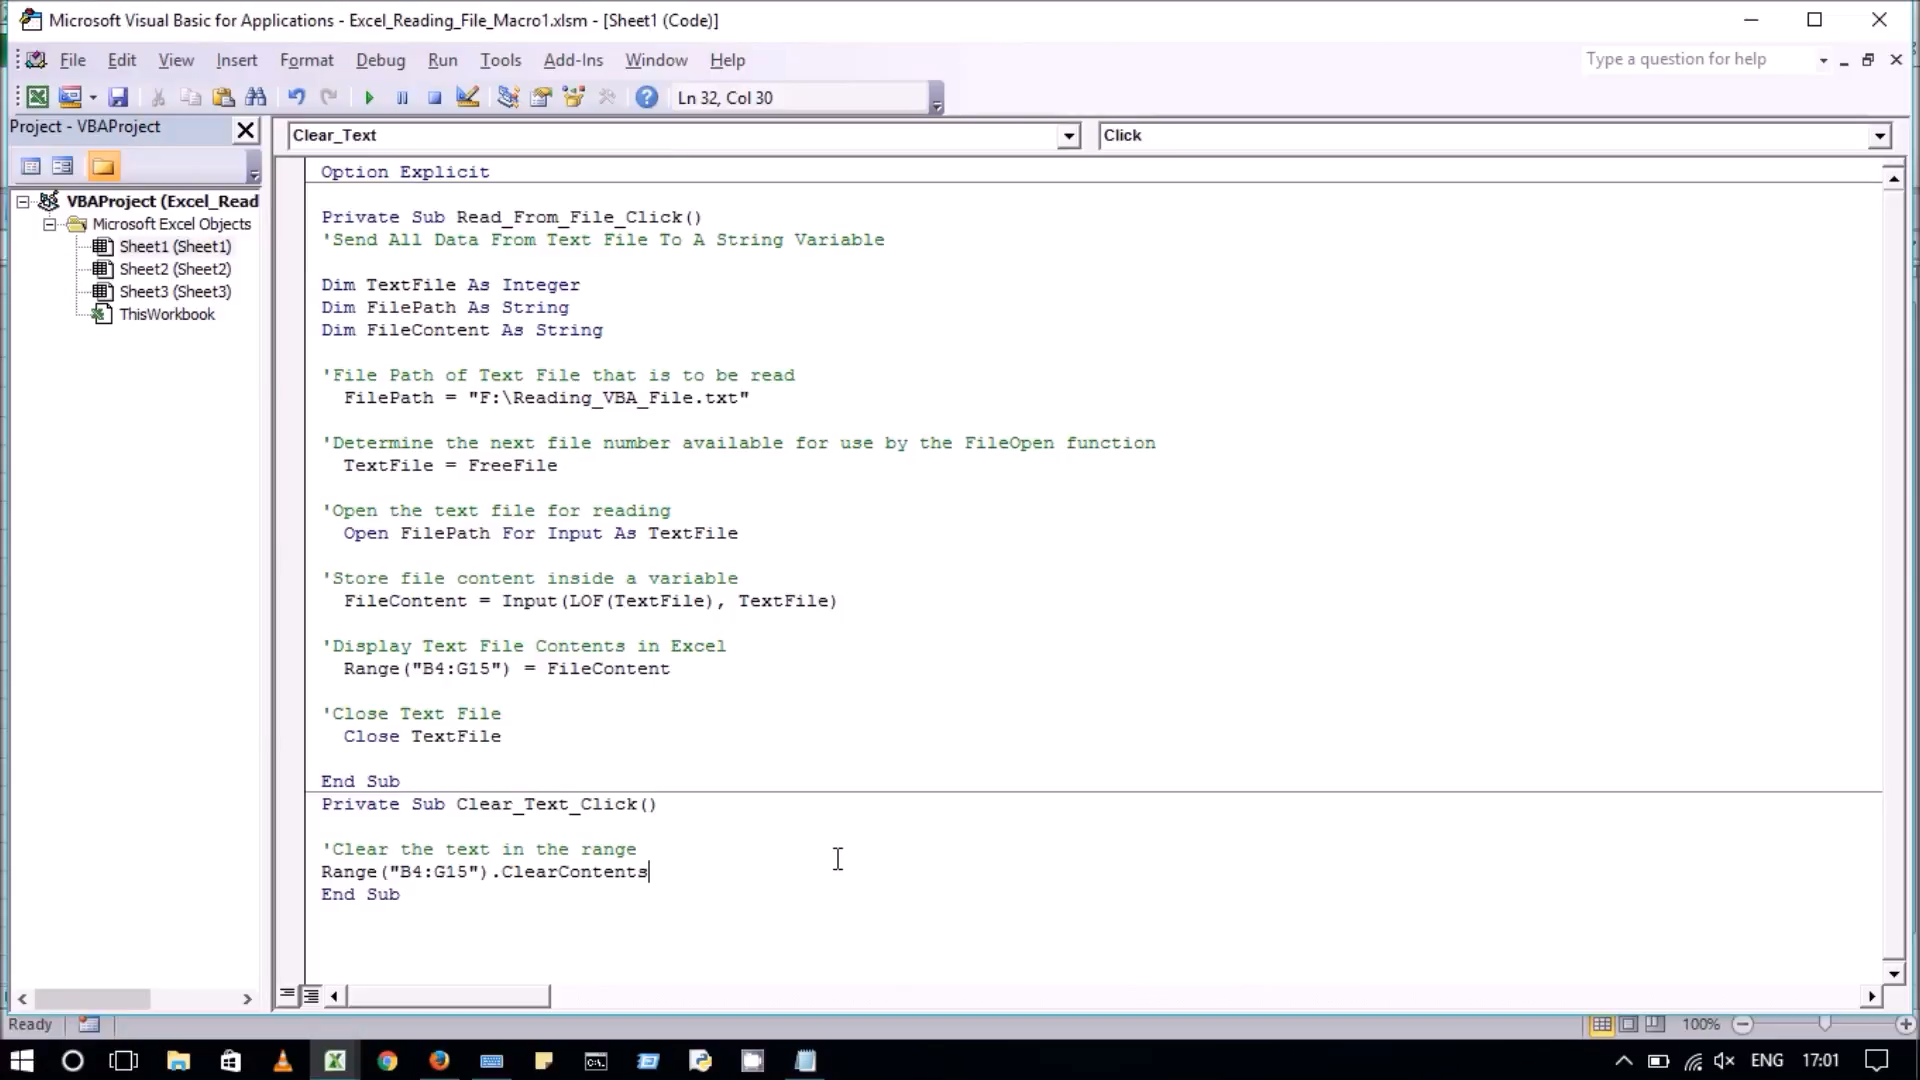 Microsoft Visual Basic for Applications - Excel_Reading_File_Macro1.xlsm - [Sheet1 (Code)]
File Edit View Insert Format Debug Run Tools Add-Ins Window Help
Type a question for help
Ln 32, Col 30
Project - VBAProject
Clear_Text
Click
VBAProject (Excel_Read
Microsoft Excel Objects
Sheet1 (Sheet1)
Sheet2 (Sheet2)
Sheet3 (Sheet3)
ThisWorkbook
Option Explicit
Private Sub Read_From_File_Click()
'Send All Data From Text File To A String Variable
Dim TextFile As Integer
Dim FilePath As String
Dim FileContent As String
'File Path of Text File that is to be read
FilePath = "F:\Reading_VBA_File.txt"
'Determine the next file number available for use by the FileOpen function
TextFile = FreeFile
'Open the text file for reading
Open FilePath For Input As TextFile
'Store file content inside a variable
FileContent = Input(LOF(TextFile), TextFile)
'Display Text File Contents in Excel
Range("B4:G15") = FileContent
'Close Text File
Close TextFile
End Sub
Private Sub Clear_Text_Click()
'Clear the text in the range
Range("B4:G15").ClearContents
End Sub
Ready
100%
ENG
17:01